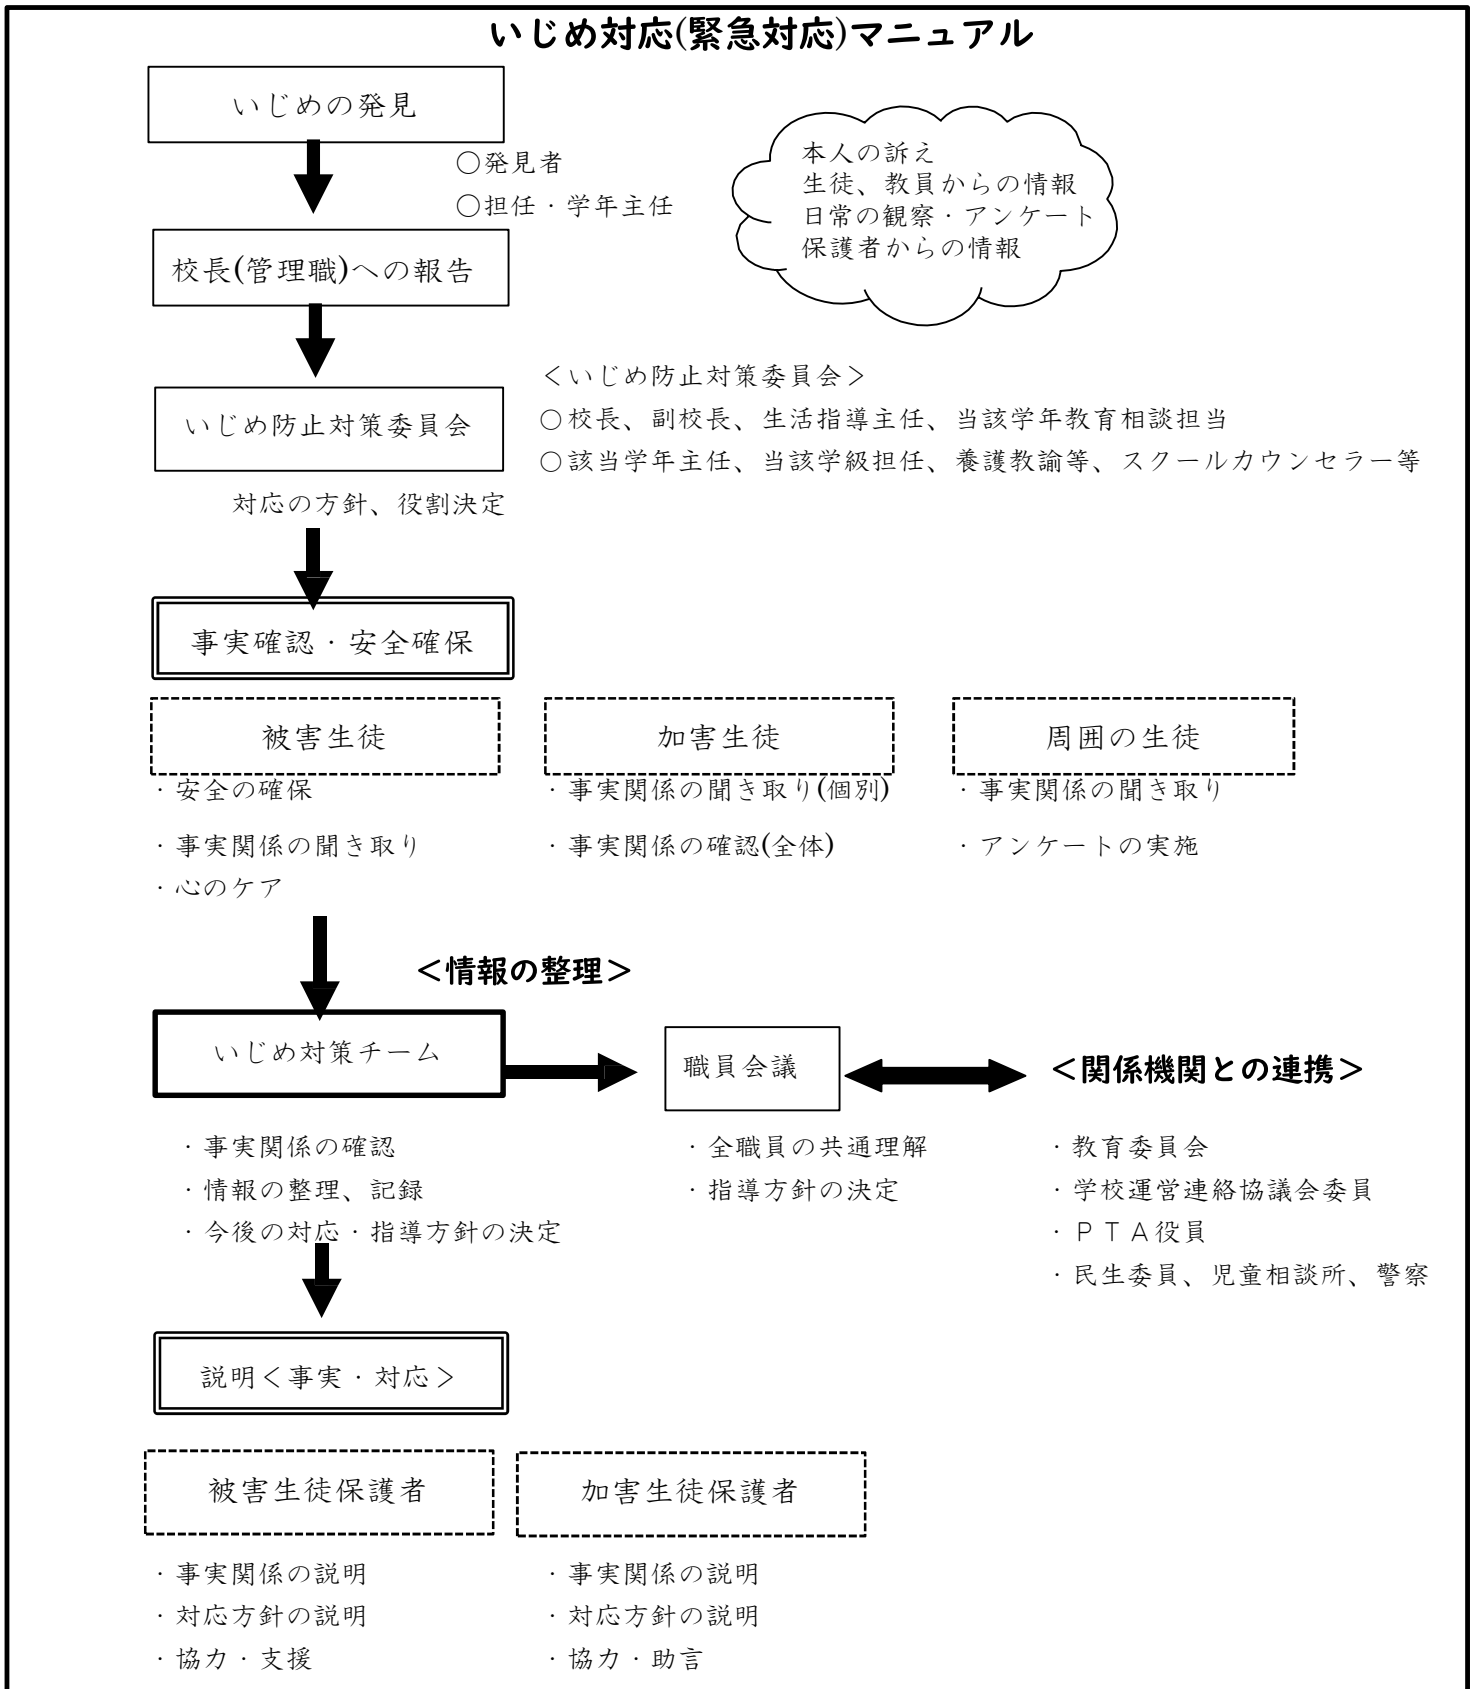 いじめ対応(緊急対応)マニュアル
いじめの発見
○発見者
○担任・学年主任
本人の訴え
生徒、教員からの情報
日常の観察・アンケート
保護者からの情報
校長(管理職)への報告
いじめ防止対策委員会
＜いじめ防止対策委員会＞
○校長、副校長、生活指導主任、当該学年教育相談担当
○該当学年主任、当該学級担任、養護教諭等、スクールカウンセラー等
対応の方針、役割決定
事実確認・安全確保
被害生徒
・安全の確保
・事実関係の聞き取り
・心のケア
加害生徒
・事実関係の聞き取り(個別)
・事実関係の確認(全体)
周囲の生徒
・事実関係の聞き取り
・アンケートの実施
＜情報の整理＞
いじめ対策チーム
・事実関係の確認
・情報の整理、記録
・今後の対応・指導方針の決定
職員会議
・全職員の共通理解
・指導方針の決定
＜関係機関との連携＞
・教育委員会
・学校運営連絡協議会委員
・ＰＴＡ役員
・民生委員、児童相談所、警察
説明＜事実・対応＞
被害生徒保護者
・事実関係の説明
・対応方針の説明
・協力・支援
加害生徒保護者
・事実関係の説明
・対応方針の説明
・協力・助言